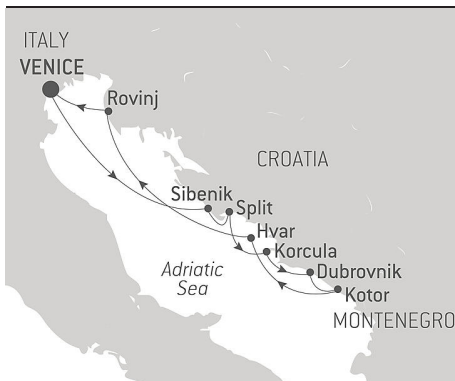 ITALY
VENICE
Rovinj
CROATIA
Sibenik
Split
Hvar
Korcula
Adriatic
Sea
Dubrovnik
Kotor
MONTENEGRO